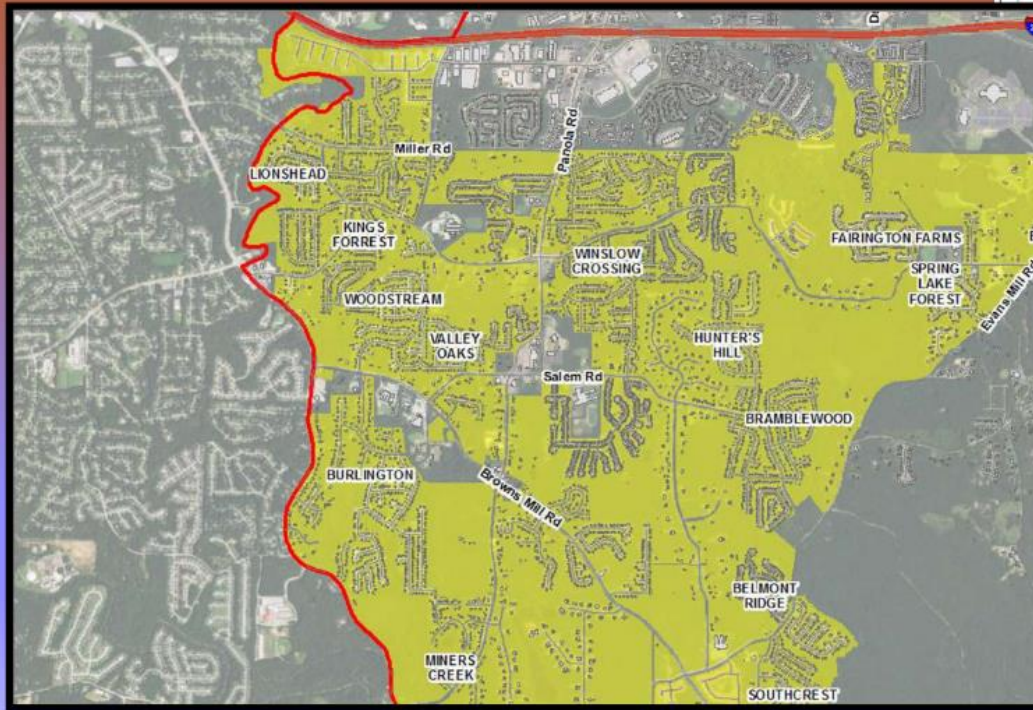 Panola Rd
Miller Rd
LIONSHEAD
KINGS
FORREST
WINSLOW
CROSSING
FAIRINGTON FARMS
SPRING
LAKE
FOREST
Evans Mill Rd
WOODSTREAM
VALLEY
OAKS
HUNTER'S
HILL
Salem Rd
BRAMBLEWOOD
BURLINGTON
Browns Mill Rd
BELMONT
RIDGE
MINERS
CREEK
SOUTHCREST